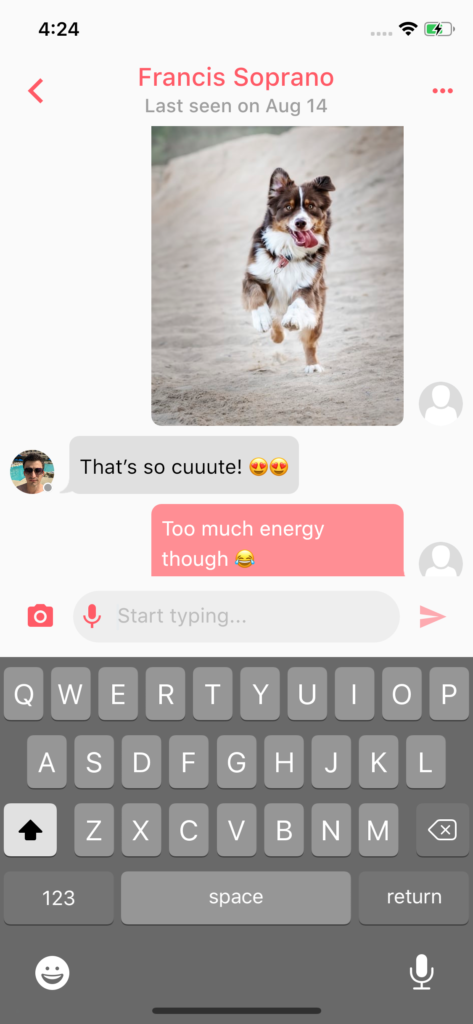 4:24
Francis Soprano
Last seen on Aug 14
That's so cuuute! 😍😍
Too much energy
though 😂
Start typing...
Q W E R T Y U I O P
A S D F G H J K L
Z X C V B N M
123 space return